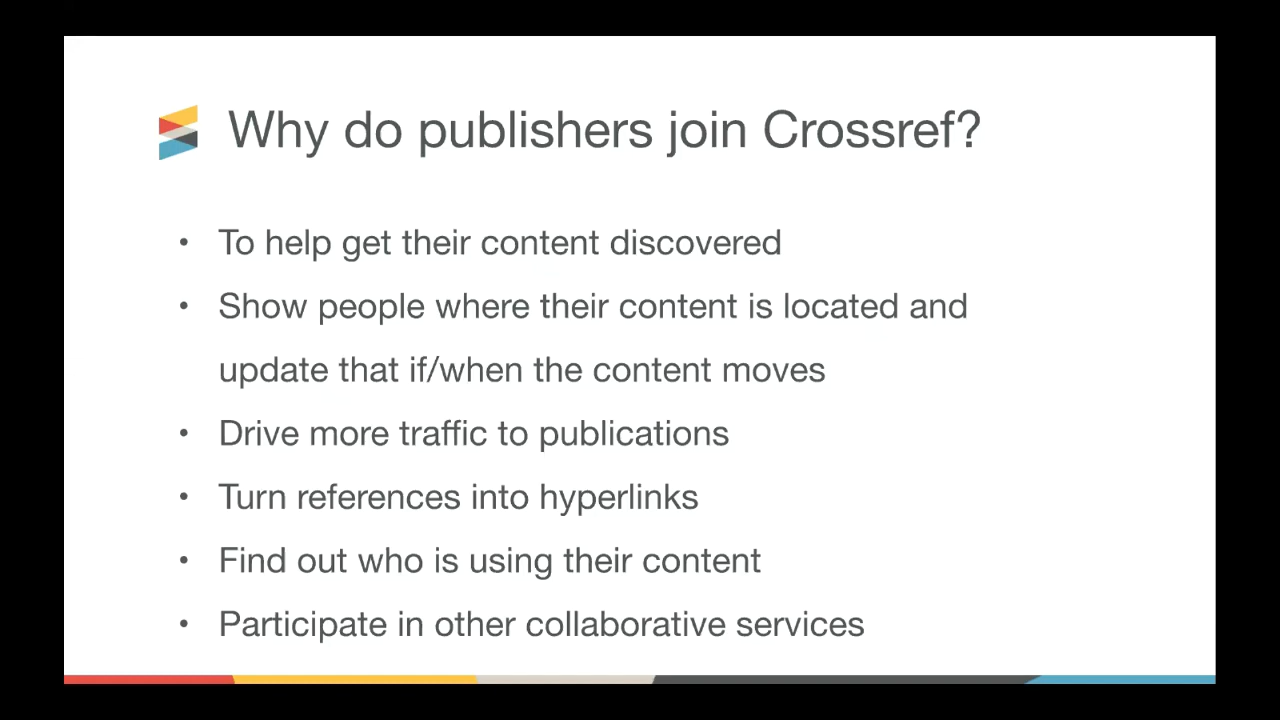 Why do publishers join Crossref?
• To help get their content discovered
• Show people where their content is located and
update that if/when the content moves
• Drive more traffic to publications
• Turn references into hyperlinks
• Find out who is using their content
• Participate in other collaborative services